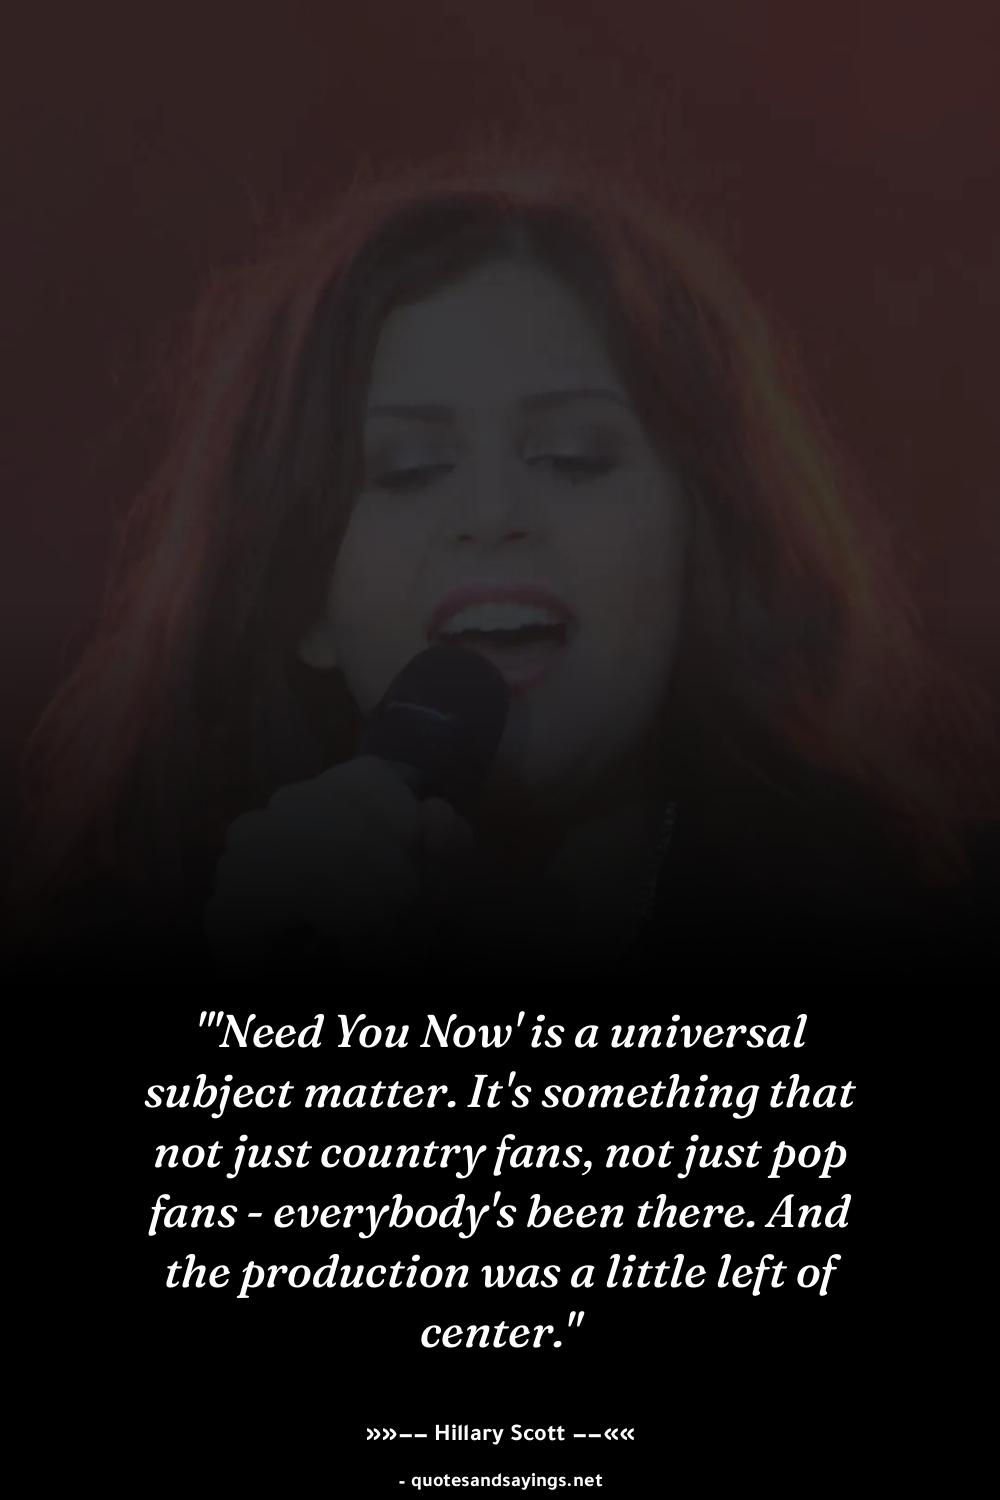 "'Need You Now' is a universal
subject matter. It's something that
not just country fans, not just pop
fans - everybody's been there. And
the production was a little left of
center."
»»−− Hillary Scott −−««
- quotesandsayings.net